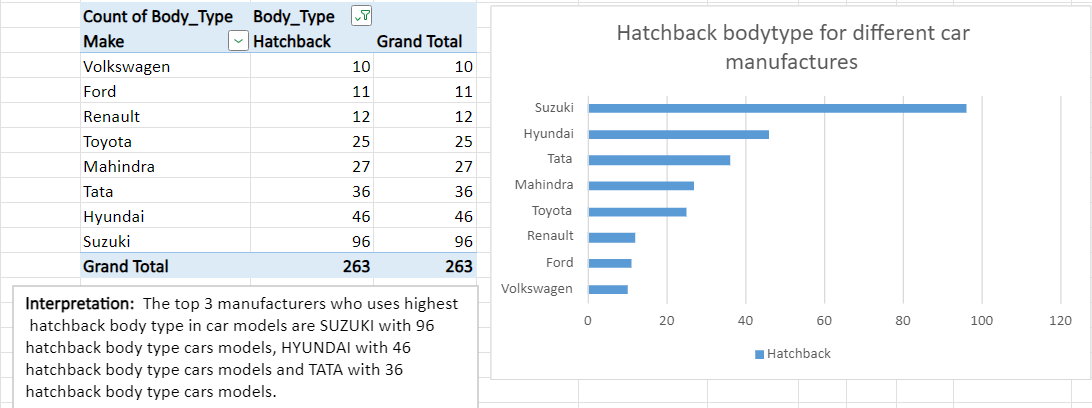 Count of Body_Type Body_Type
Make Hatchback Grand Total
Volkswagen 10 10
Ford 11 11
Renault 12 12
Toyota 25 25
Mahindra 27 27
Tata 36 36
Hyundai 46 46
Suzuki 96 96
Grand Total 263 263
Interpretation: The top 3 manufacturers who uses highest
hatchback body type in car models are SUZUKI with 96
hatchback body type cars models, HYUNDAI with 46
hatchback body type cars models and TATA with 36
hatchback body type cars models.
Hatchback bodytype for different car
manufactures
Suzuki
Hyundai
Tata
Mahindra
Toyota
Renault
Ford
Volkswagen
0 20 40 60 80 100 120
Hatchback